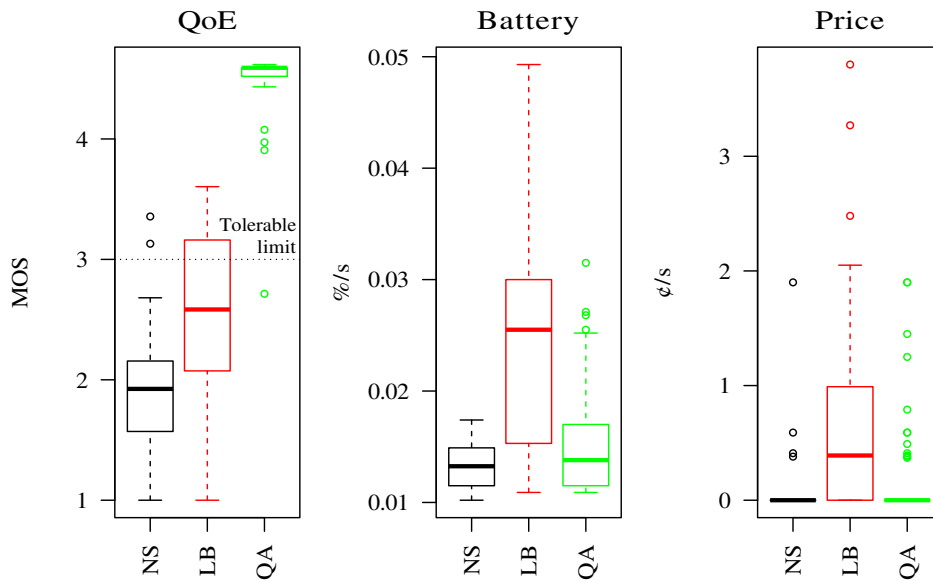 QoE
Battery
Price
MOS
4
3
2
1
Tolerable
limit
NS
LB
QA
%/s
0.05
0.04
0.03
0.02
0.01
NS
LB
QA
¢/s
3
2
1
0
NS
LB
QA